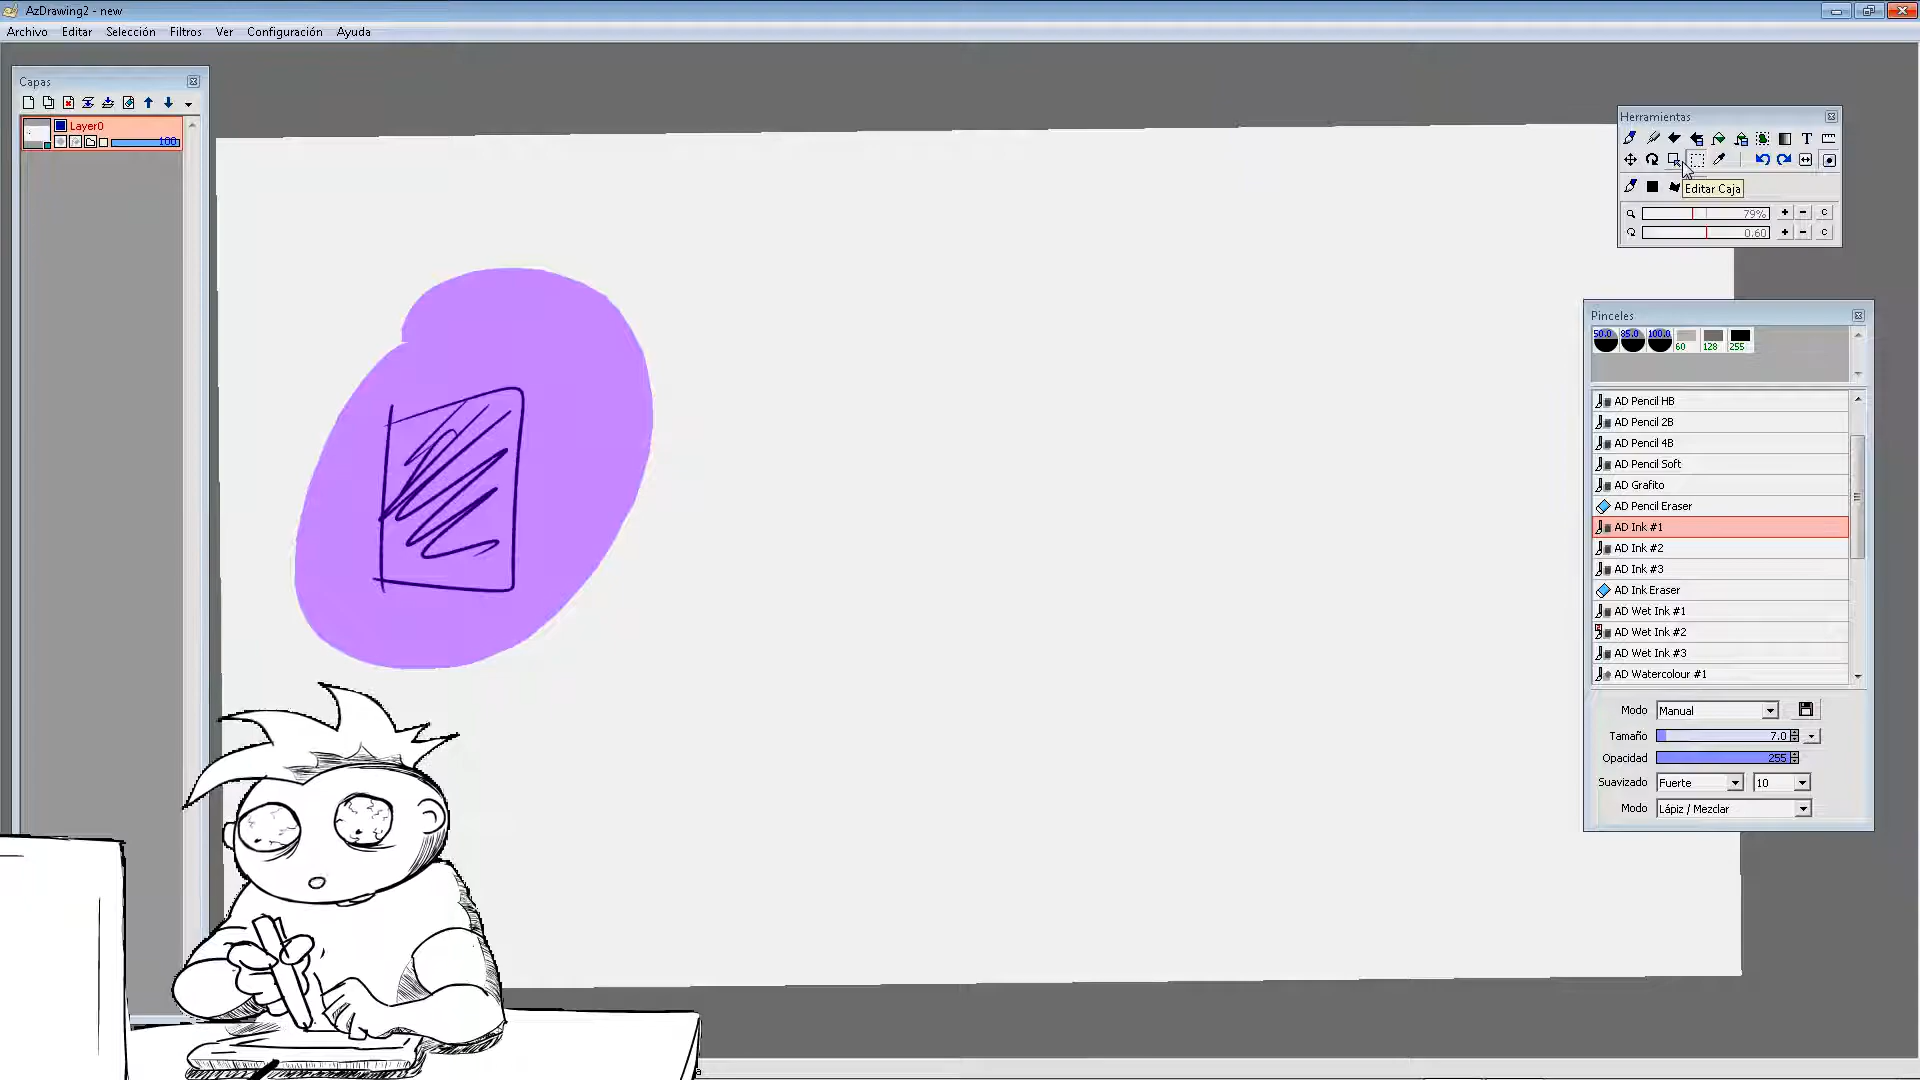 AzDrawing2 - new
Archivo Editar Selección Filtros Ver Configuración Ayuda
Capas
Layer0
100
Herramientas
T
Editar Caja
79% + - C
0.60 + - C
Pinceles
50.0 85.0 100.0 60 128 255
AD Pencil HB
AD Pencil 2B
AD Pencil 4B
AD Pencil Soft
AD Grafito
AD Pencil Eraser
AD Ink #1
AD Ink #2
AD Ink #3
AD Ink Eraser
AD Wet Ink #1
AD Wet Ink #2
AD Wet Ink #3
AD Watercolour #1
Modo Manual
Tamaño 7.0
Opacidad 255
Suavizado Fuerte 10
Modo Lápiz / Mezclar